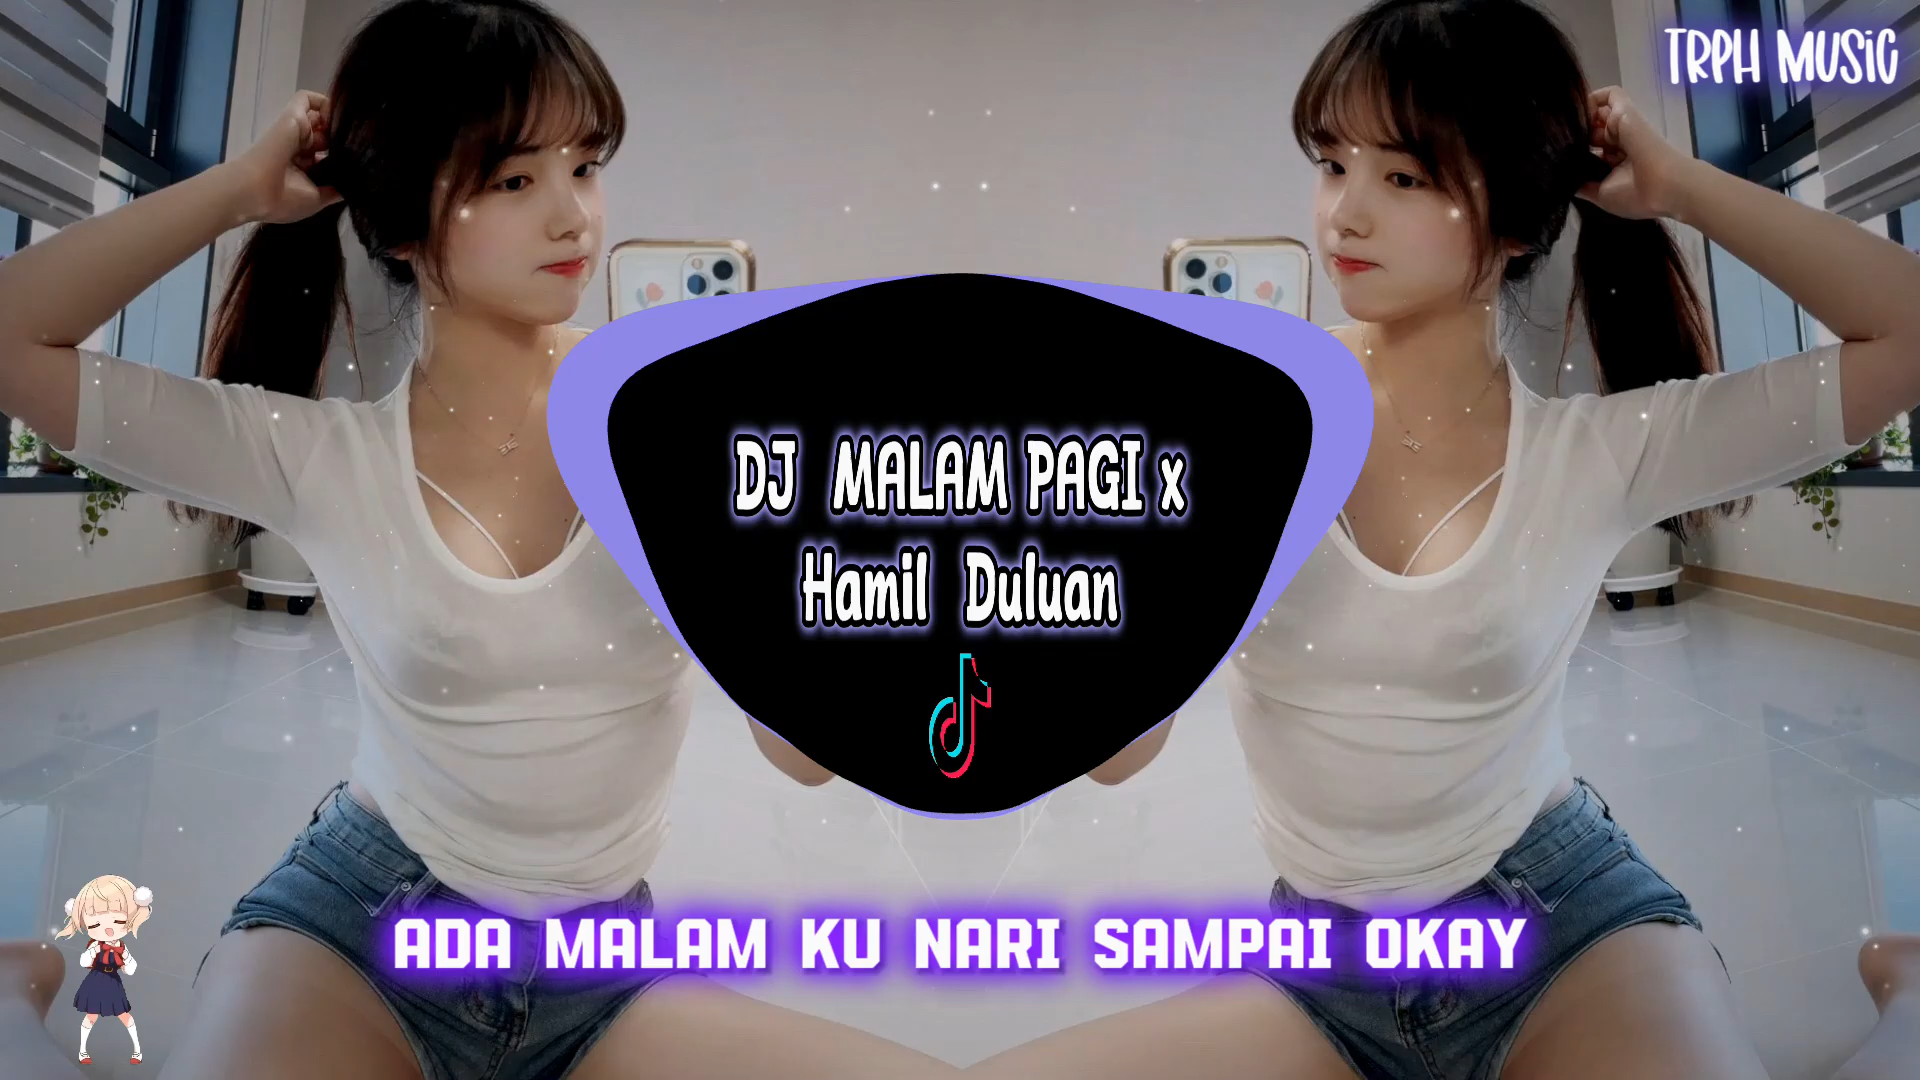 TRPH MUSIC
DJ MALAM PAGI x
Hamil Duluan
ADA MALAM KU NARI SAMPAI OKAY